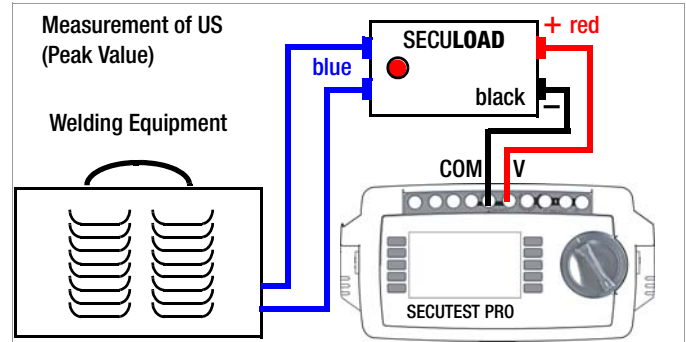 Measurement of US
(Peak Value)
SECULOAD
+ red
blue
black
−
Welding Equipment
COM V
SECUTEST PRO